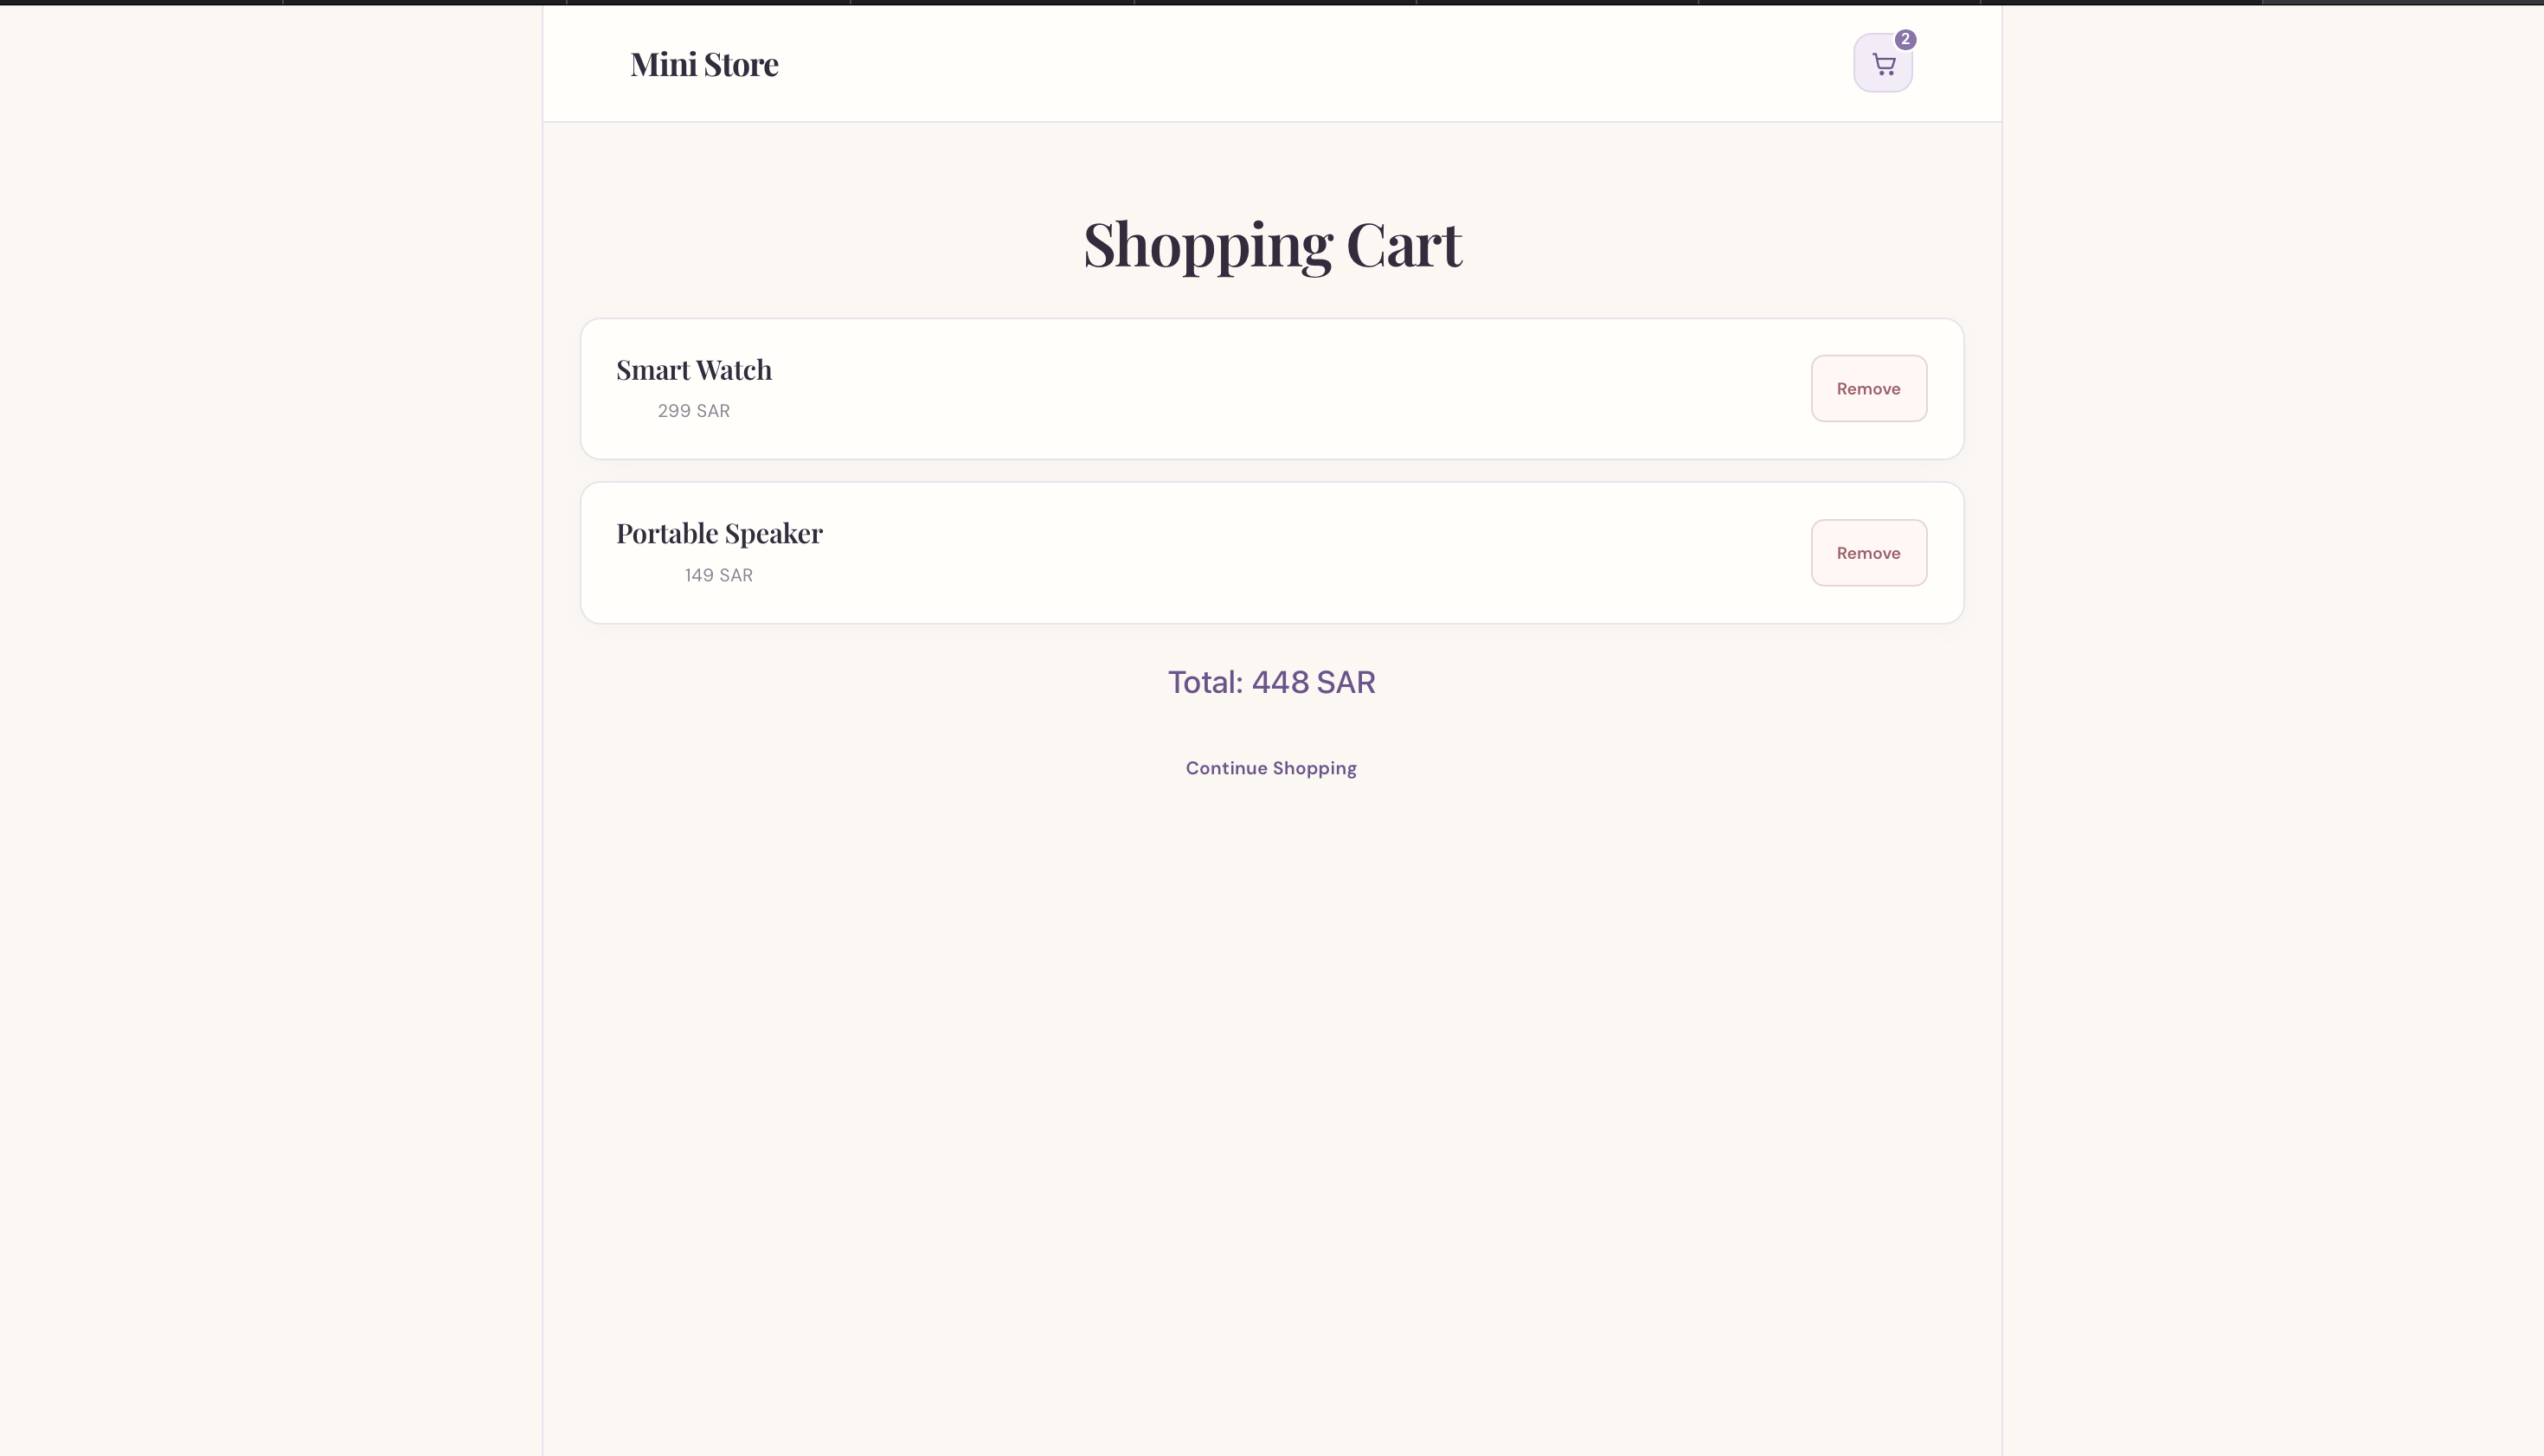 Mini Store
2
Shopping Cart
Smart Watch
299 SAR
Remove
Portable Speaker
149 SAR
Remove
Total: 448 SAR
Continue Shopping